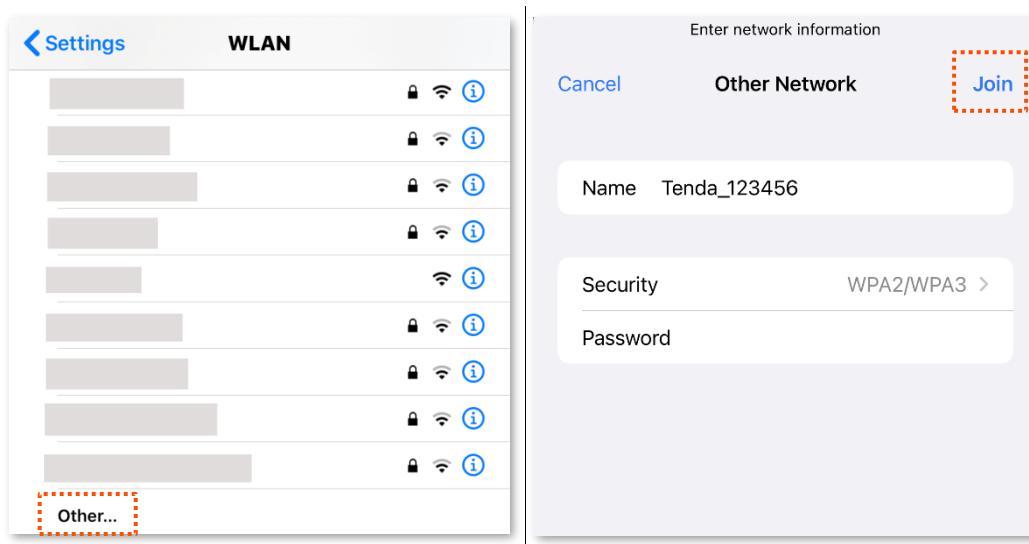 Settings
WLAN
Other...
Enter network information
Cancel
Other Network
Join
Name Tenda_123456
Security WPA2/WPA3
Password